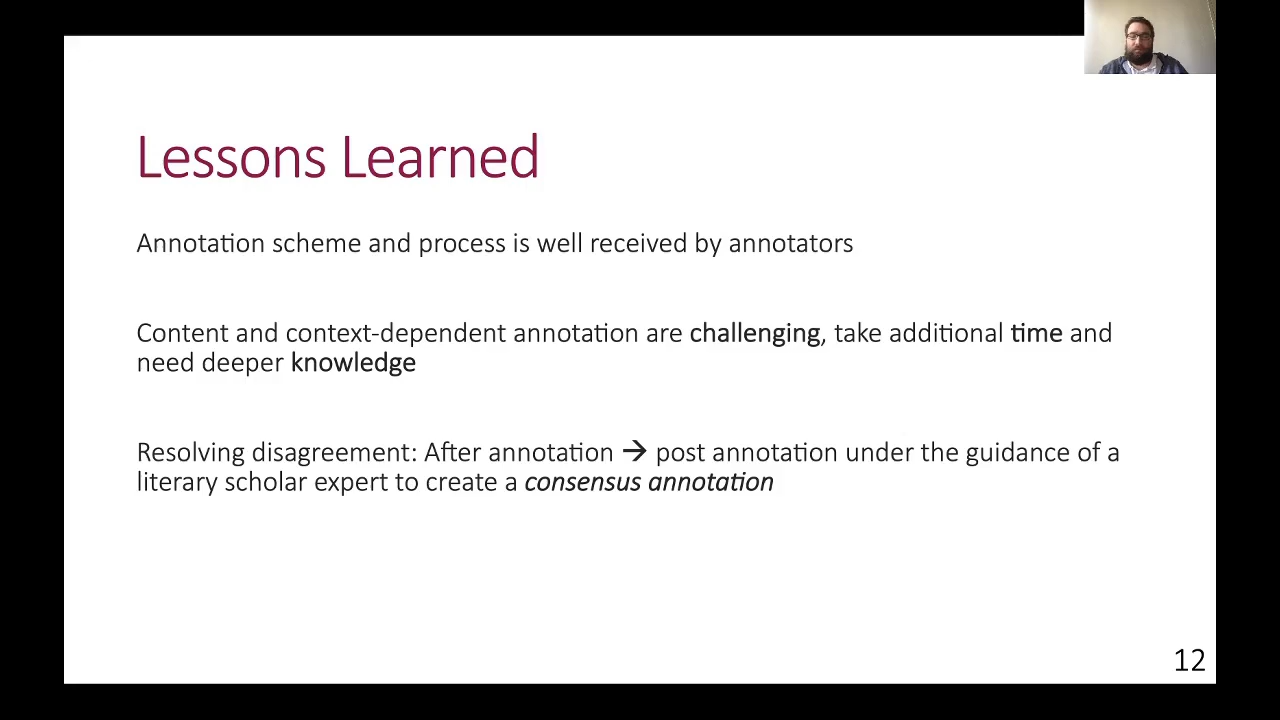 Lessons Learned
Annotation scheme and process is well received by annotators
Content and context-dependent annotation are challenging, take additional time and
need deeper knowledge
Resolving disagreement: After annotation → post annotation under the guidance of a
literary scholar expert to create a consensus annotation
12